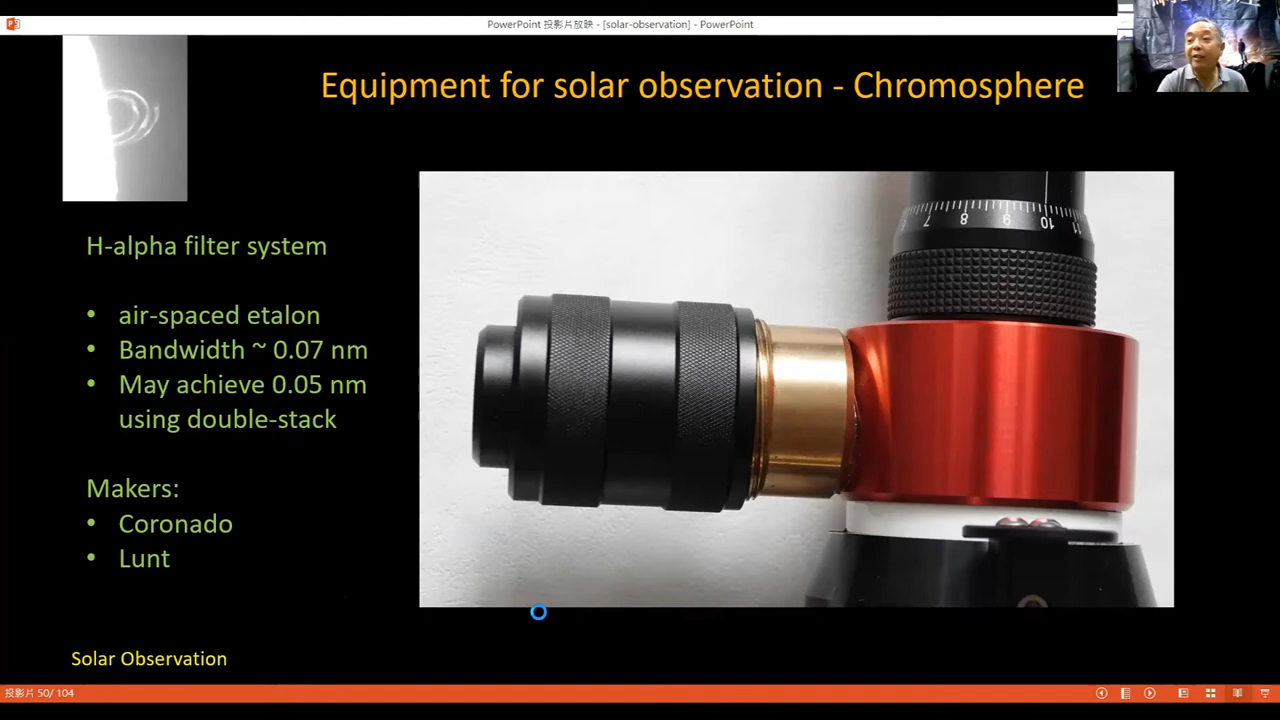 PowerPoint 投影片放映 - [solar-observation] - PowerPoint
Equipment for solar observation - Chromosphere
H-alpha filter system
• air-spaced etalon
• Bandwidth ~ 0.07 nm
• May achieve 0.05 nm
using double-stack
Makers:
• Coronado
• Lunt
7 8 9 10 11
Solar Observation
投影片 50/ 104